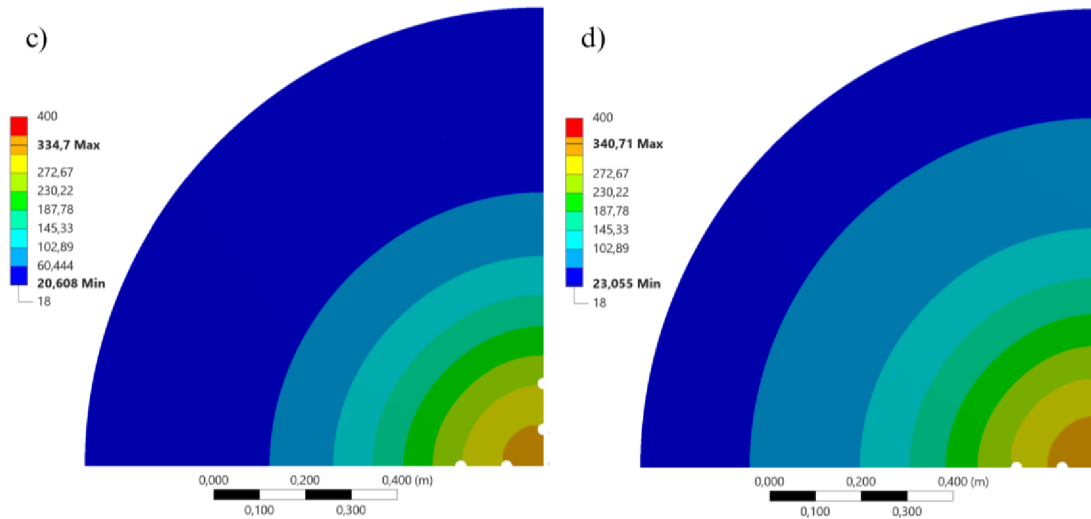 c)
400
334,7 Max
272,67
230,22
187,78
145,33
102,89
60,444
20,608 Min
18
0,000 0,200 0,400 (m)
0,100 0,300
d)
400
340,71 Max
272,67
230,22
187,78
145,33
102,89
23,055 Min
18
0,000 0,200 0,400 (m)
0,100 0,300